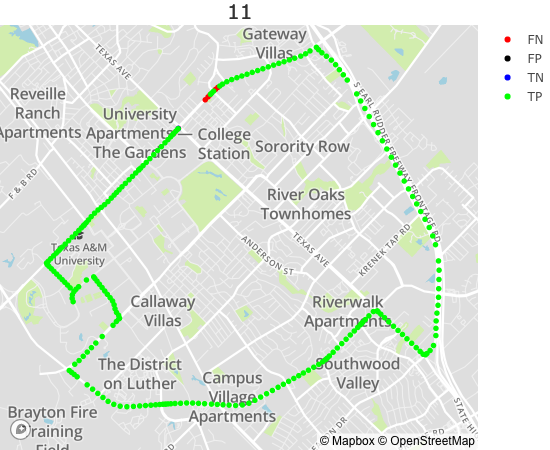 11
Gateway
Villas
FN
FP
TN
TP
TEXAS AVE
Reveille
Ranch
Apartments
University
Apartments —
The Gardens
College
Station
Sorority Row
S EARL RUDDER FREEWAY FRONTAGE RD
F & B RD
River Oaks
Townhomes
Texas A&M
University
ANDERSON ST
TEXAS AVE
KRENEK TAP RD
Callaway
Villas
Riverwalk
Apartments
The District
on Luther
Campus
Village
Apartments
Southwood
Valley
Brayton Fire
Training
Field
STATE HI
© Mapbox © OpenStreetMap